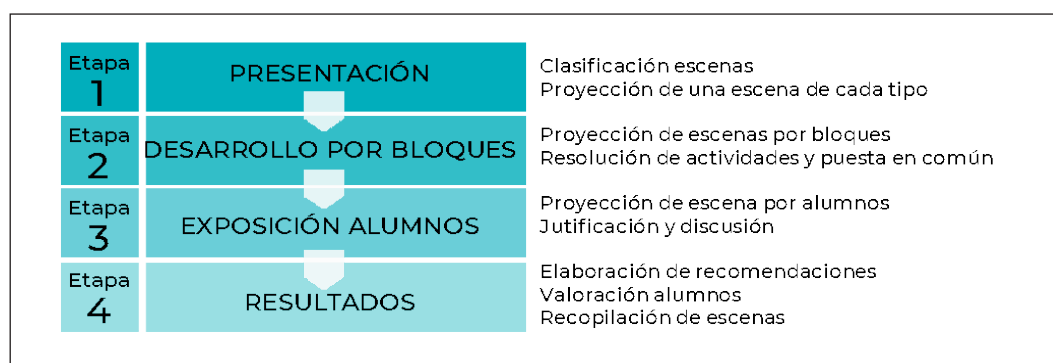 Etapa
1
PRESENTACIÓN
Clasificación escenas
Proyección de una escena de cada tipo
Etapa
2
DESARROLLO POR BLOQUES
Proyección de escenas por bloques
Resolución de actividades y puesta en común
Etapa
3
EXPOSICIÓN ALUMNOS
Proyección de escena por alumnos
Jutificación y discusión
Etapa
4
RESULTADOS
Elaboración de recomendaciones
Valoración alumnos
Recopilación de escenas